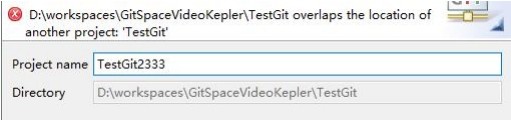 D:\workspaces\GitSpaceVideoKepler\TestGit overlaps the location of
another project: 'TestGit'
Project name TestGit2333
Directory D:\workspaces\GitSpaceVideoKepler\TestGit